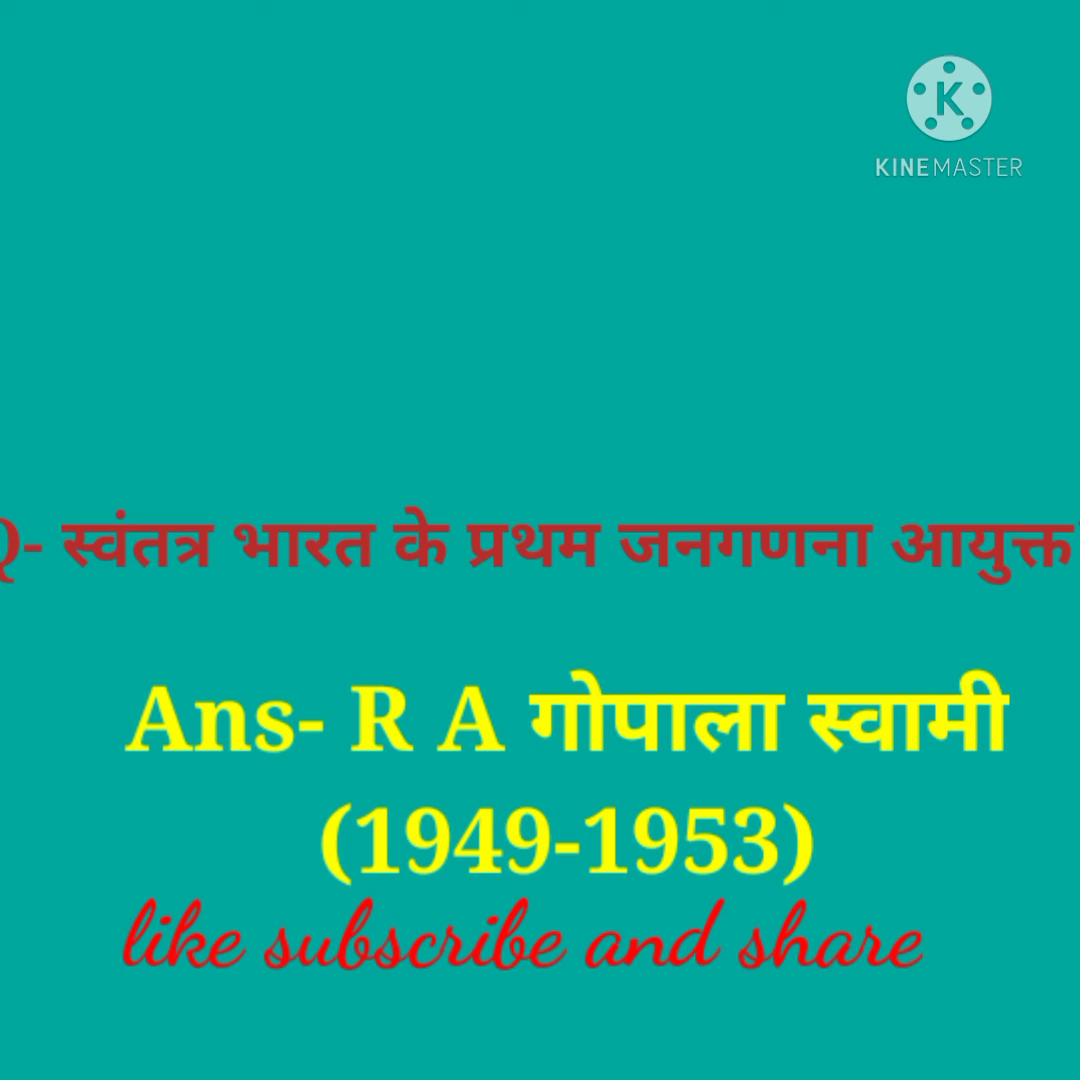 KINEMASTER
Q- स्वंतत्र भारत के प्रथम जनगणना आयुक्त
Ans- R A गोपाला स्वामी
(1949-1953)
like subscribe and share